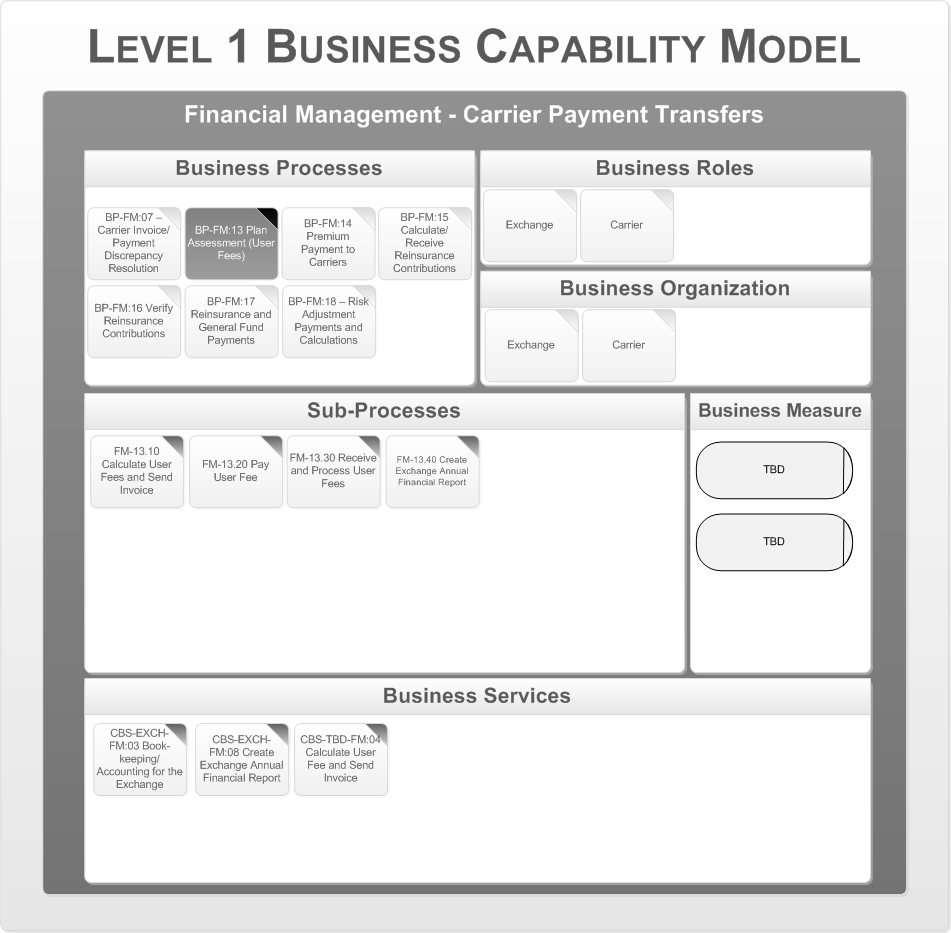 LEVEL 1 BUSINESS CAPABILITY MODEL
Financial Management - Carrier Payment Transfers
Business Processes
BP-FM:07 –
Carrier Invoice/
Payment
Discrepancy
Resolution
BP-FM:13 Plan
Assessment (User
Fees)
BP-FM:14
Premium
Payment to
Carriers
BP-FM:15
Calculate/
Receive
Reinsurance
Contributions
BP-FM:16 Verify
Reinsurance
Contributions
BP-FM:17
Reinsurance and
General Fund
Payments
BP-FM:18 – Risk
Adjustment
Payments and
Calculations
Business Roles
Exchange
Carrier
Business Organization
Exchange
Carrier
Sub-Processes
FM-13.10
Calculate User
Fees and Send
Invoice
FM-13.20 Pay
User Fee
FM-13.30 Receive
and Process User
Fees
FM-13.40 Create
Exchange Annual
Financial Report
Business Measure
TBD
TBD
Business Services
CBS-EXCH-
FM:03 Book-
keeping/
Accounting for the
Exchange
CBS-EXCH-
FM:08 Create
Exchange Annual
Financial Report
CBS-TBD-FM:04
Calculate User
Fee and Send
Invoice